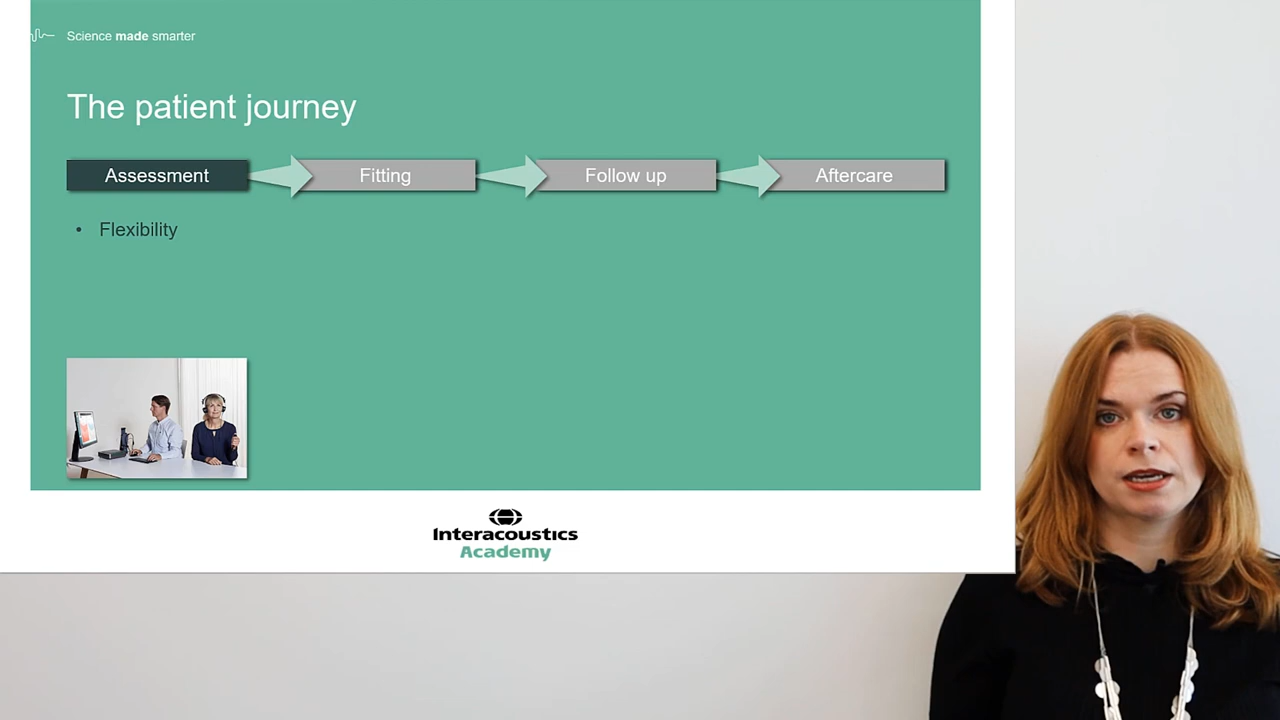 Science made smarter
The patient journey
Assessment
Fitting
Follow up
Aftercare
• Flexibility
Interacoustics
Academy